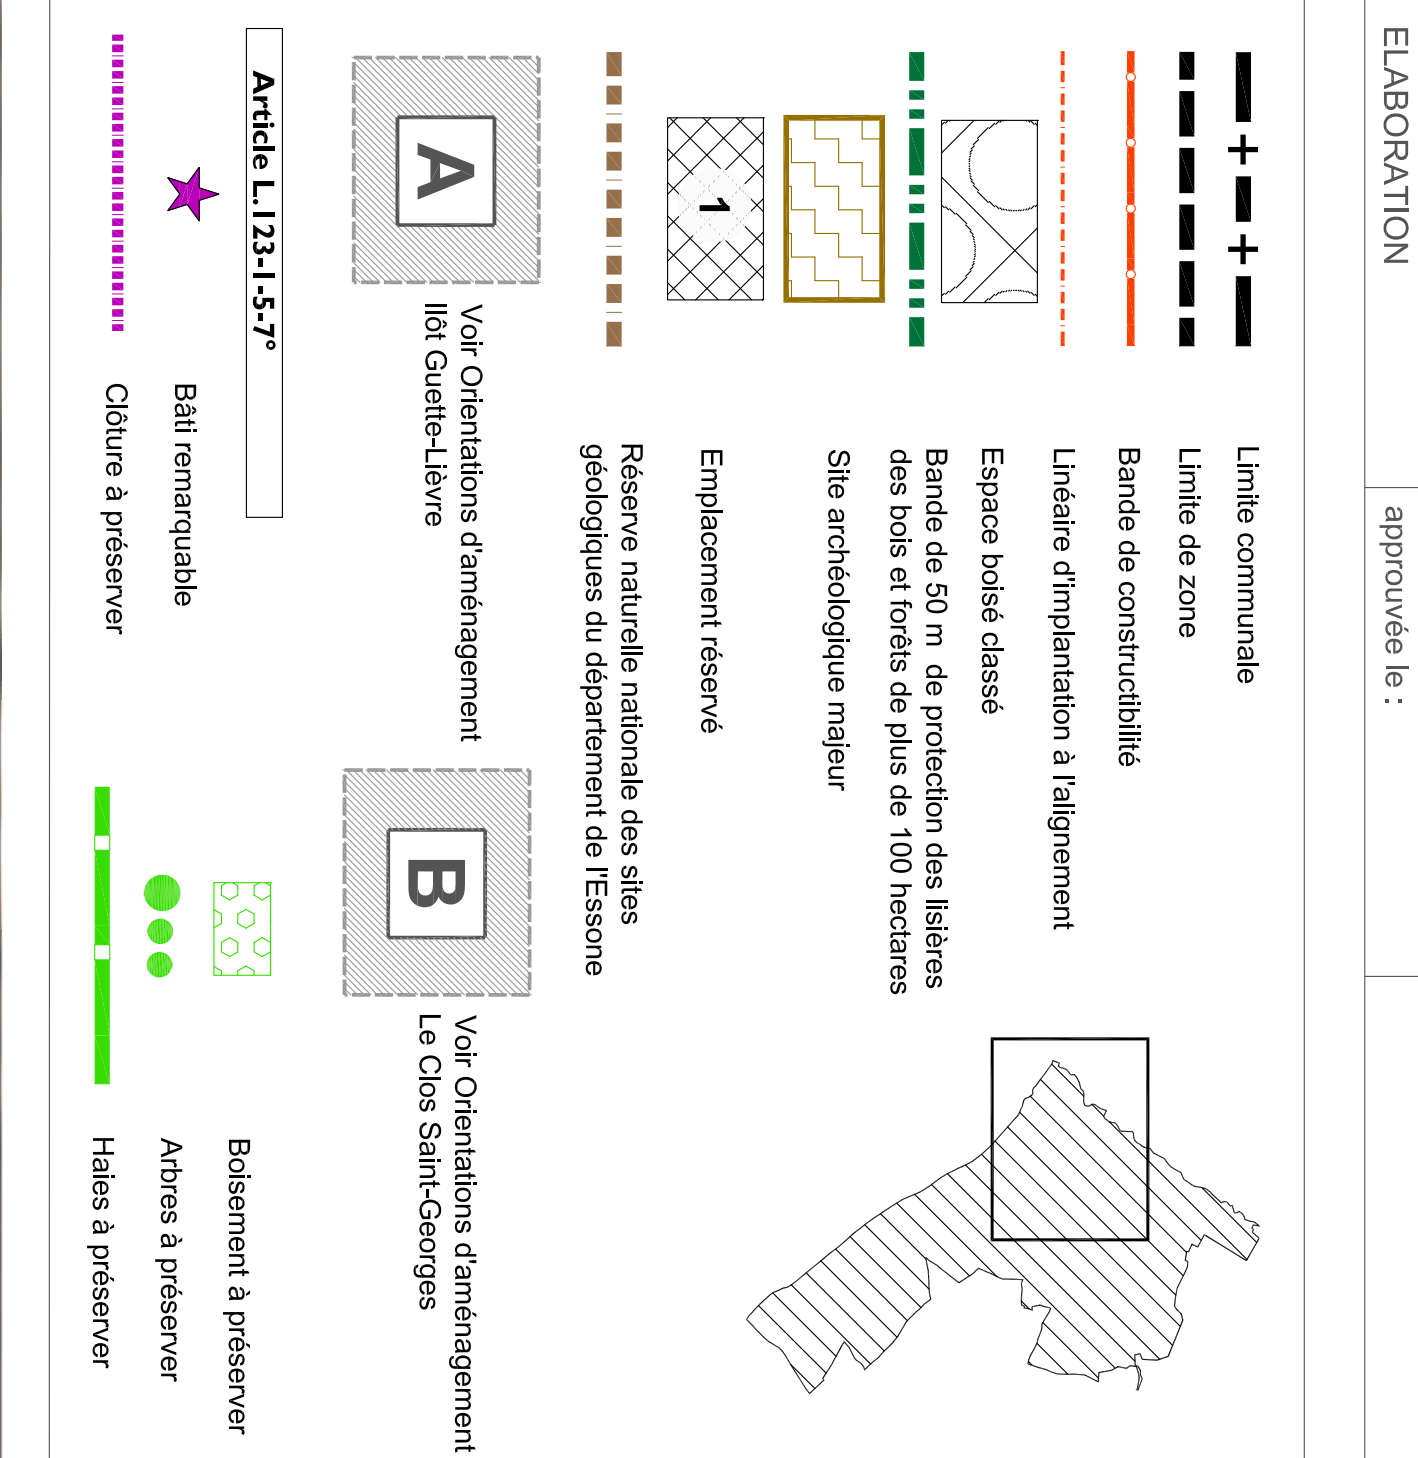 ELABORATION
approuvée le :
Limite communale
Limite de zone
Bande de constructibilité
Linéaire d'implantation à l'alignement
Espace boisé classé
Bande de 50 m  de protection des lisières
des bois et forêts de plus de 100 hectares
Site archéologique majeur
1
Emplacement réservé
Réserve naturelle nationale des sites
géologiques du département de l'Essone
A
Voir Orientations d'aménagement
Ilôt Guette-Lièvre
B
Voir Orientations d'aménagement
Le Clos Saint-Georges
Article L.123-1-5-7°
Bâti remarquable
Clôture à préserver
Boisement à préserver
Arbres à préserver
Haies à préserver